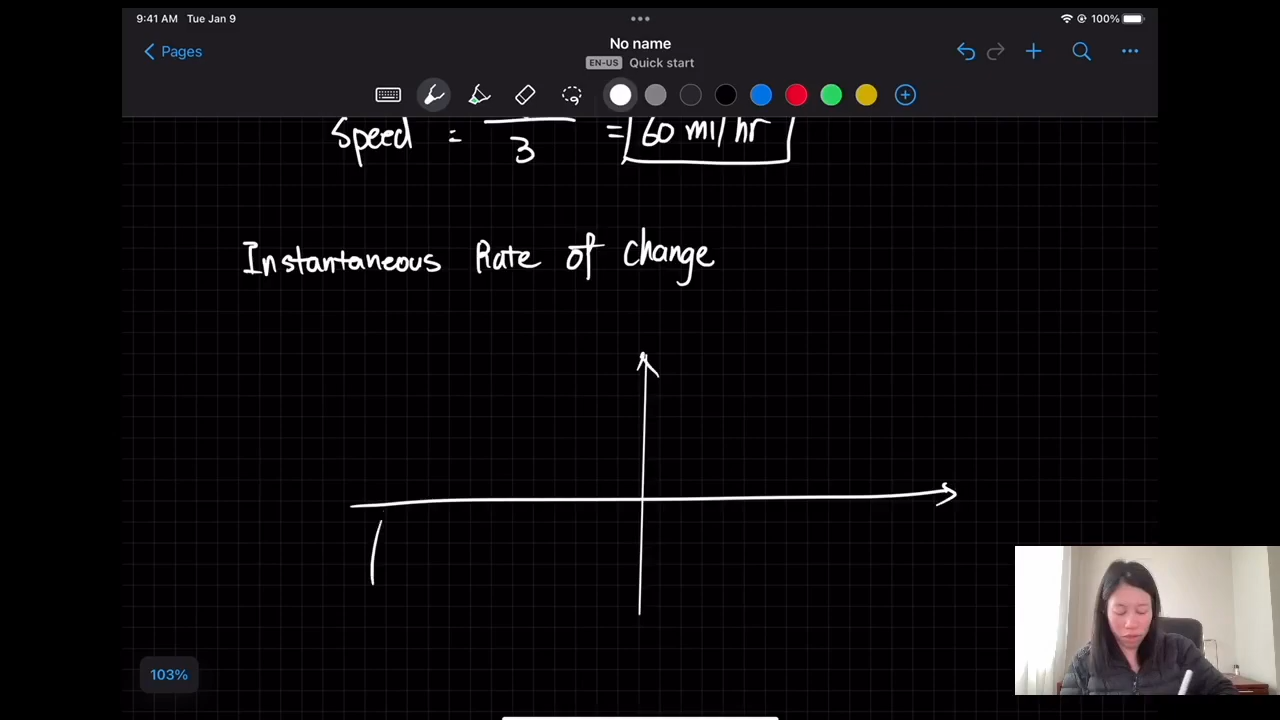 9:41 AM Tue Jan 9
100%
Pages
No name
EN-US Quick start
Speed = 3 = 60 mi/hr
Instantaneous Rate of change
103%